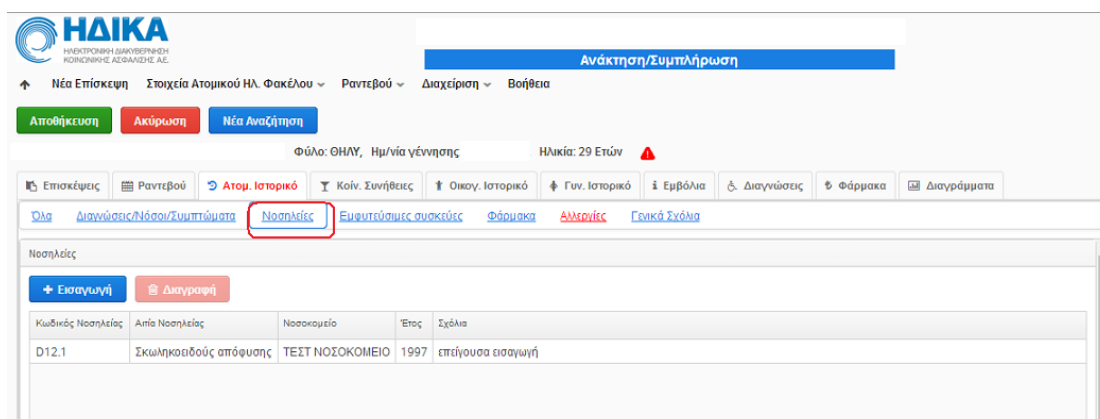 ΗΔΙΚΑ
ΗΛΕΚΤΡΟΝΙΚΗ ΔΙΑΚΥΒΕΡΝΗΣΗ
ΚΟΙΝΩΝΙΚΗΣ ΑΣΦΑΛΙΣΗΣ Α.Ε.
Ανάκτηση/Συμπλήρωση
Νέα Επίσκεψη Στοιχεία Ατομικού Ηλ. Φακέλου Ραντεβού Διαχείριση Βοήθεια
Αποθήκευση Ακύρωση Νέα Αναζήτηση
Φύλο: ΘΗΛΥ, Ημ/νία γέννησης Ηλικία: 29 Ετών
Επισκέψεις Ραντεβού Ατομ. Ιστορικό Κοίν. Συνήθειες Οικογ. Ιστορικό Γυν. Ιστορικό Εμβόλια Διαγνώσεις Φάρμακα Διαγράμματα
Όλα Διαγνώσεις/Νόσοι/Συμπτώματα Νοσηλείες Εμφυτεύσιμες συσκεύες Φάρμακα Αλλεργίες Γενικά Σχόλια
Νοσηλείες
+ Εισαγωγή Διαγραφή
Κωδικός Νοσηλείας Αιτία Νοσηλείας Νοσοκομείο Έτος Σχόλια
D12.1 Σκωληκοειδούς απόφυσης ΤΕΣΤ ΝΟΣΟΚΟΜΕΙΟ 1997 επείγουσα εισαγωγή